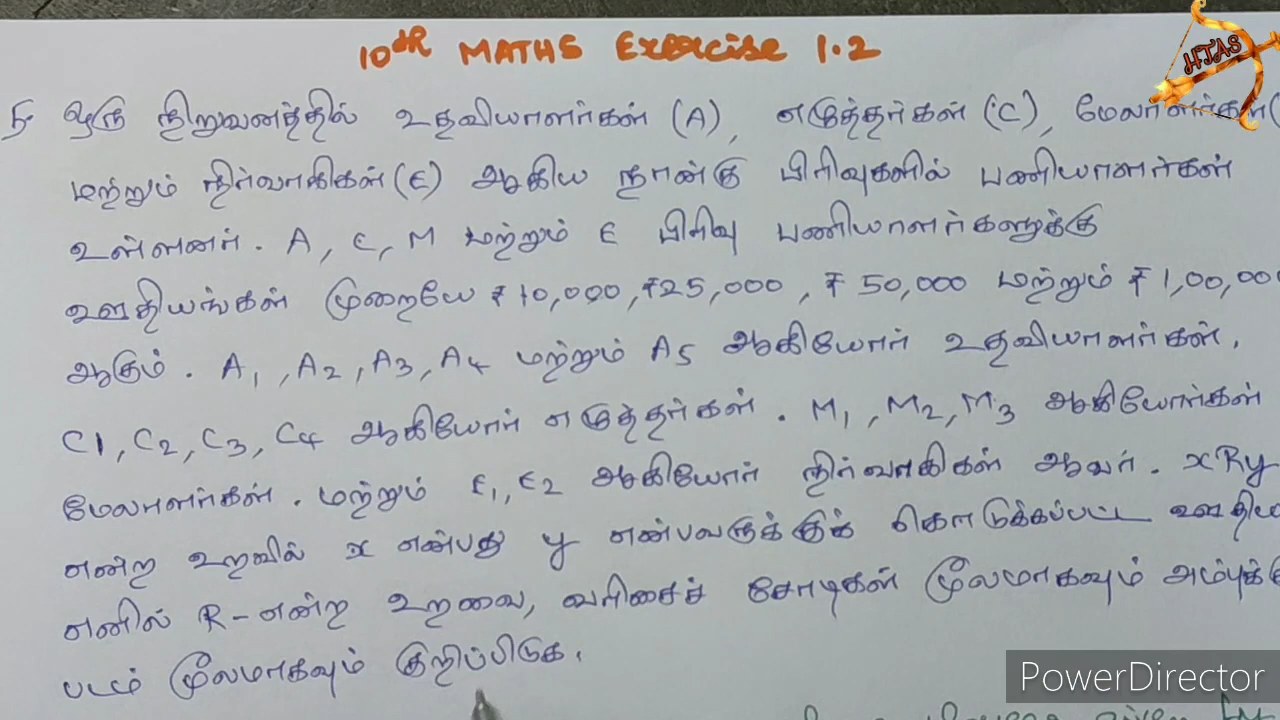 10th MATHS Exercise 1.2
HTAS
5. ஒரு நிறுவனத்தில் உதவியாளர்கள் (A), எழுத்தர்கள் (C), மேலாளர்கள் (
மற்றும் நிர்வாகிகள் (E) ஆகிய நான்கு பிரிவுகளில் பணியாளர்கள்
உள்ளனர். A, C, M மற்றும் E பிரிவு பணியாளர்களுக்கு
ஊதியங்கள் முறையே ₹10,000, ₹25,000, ₹50,000 மற்றும் ₹1,00,00
ஆகும். A1, A2, A3, A4 மற்றும் A5 ஆகியோர் உதவியாளர்கள்.
C1, C2, C3, C4 ஆகியோர் எழுத்தர்கள். M1, M2, M3 ஆகியோர்கள்
மேலாளர்கள். மற்றும் E1, E2 ஆகியோர் நிர்வாகிகள் ஆவர். xRy
என்ற உறவில் x என்பது y என்பவருக்கு கொடுக்கப்பட்ட ஊதிய
எனில் R-என்ற உறவை, வரிசைச் சோடிகள் மூலமாகவும் அம்புக்கு
படம் மூலமாகவும் குறிப்பிடுக.
PowerDirector